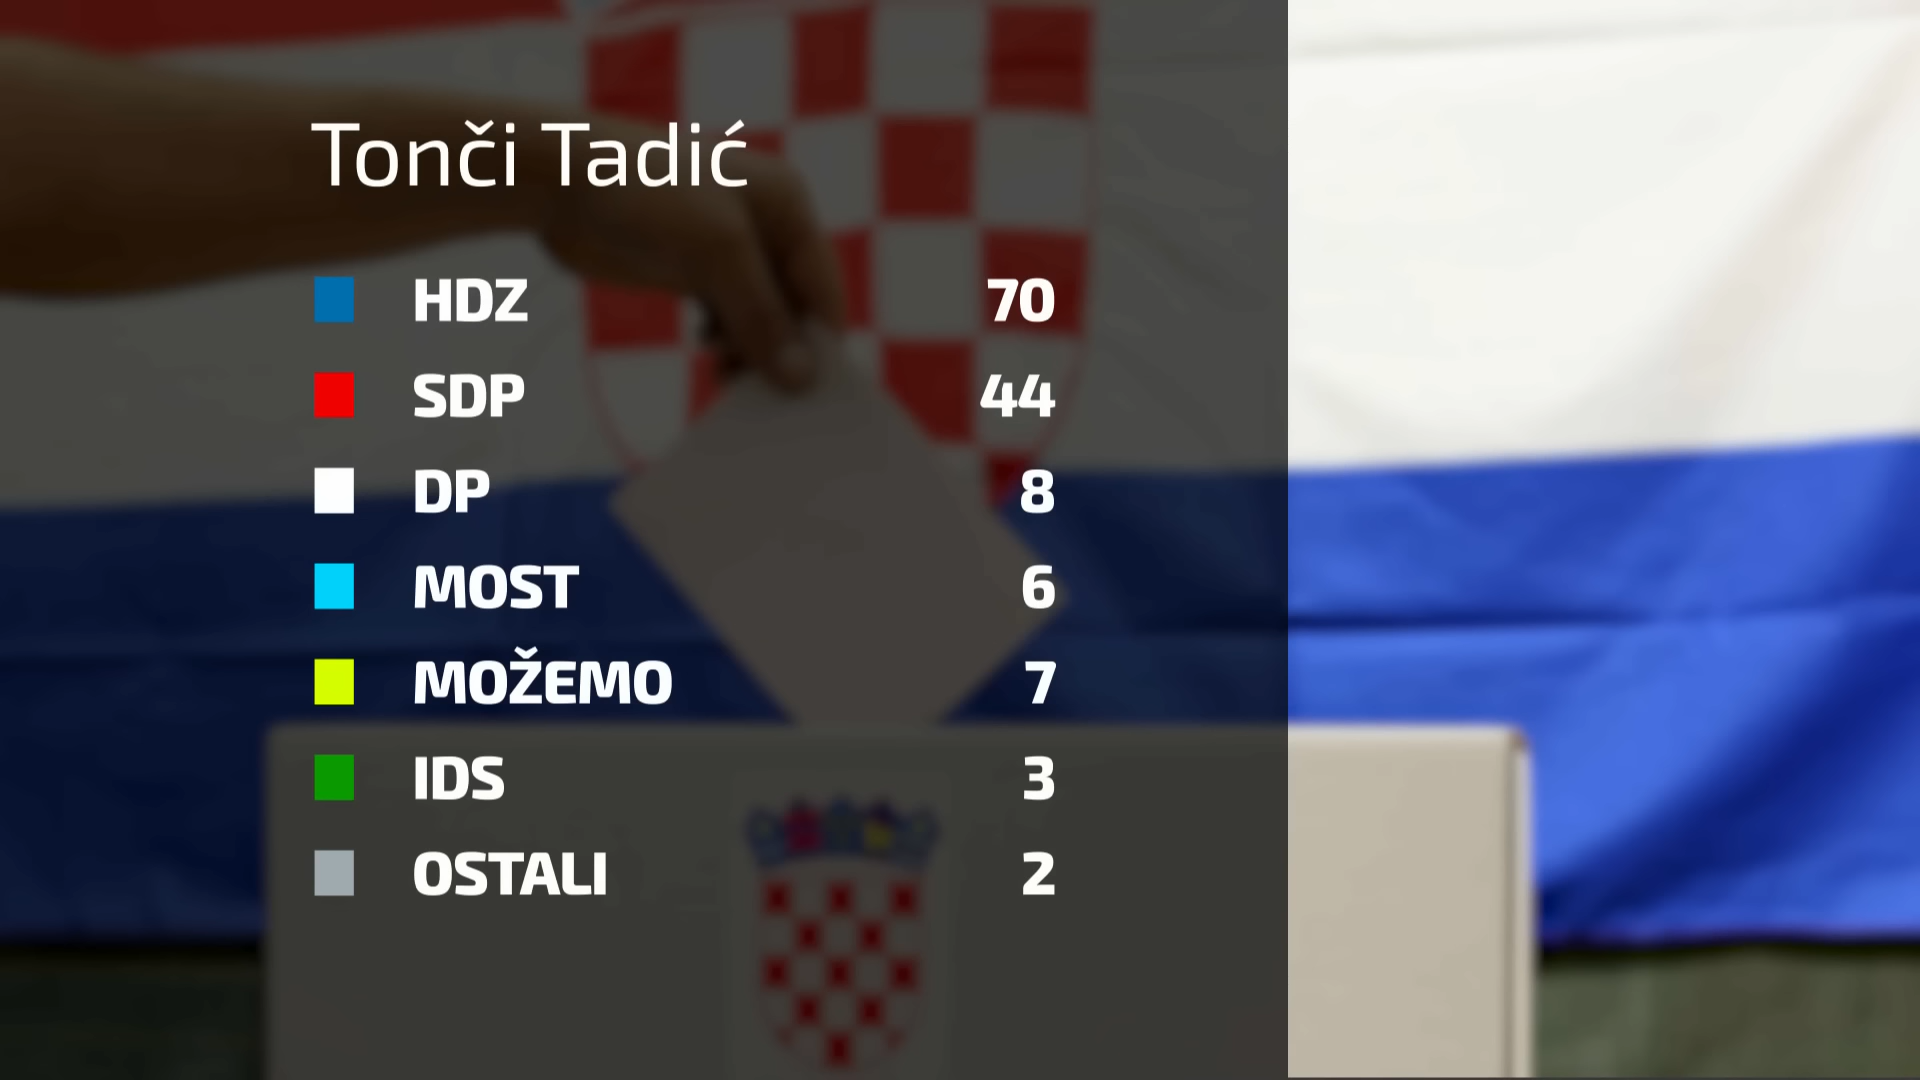 Tonči Tadić
HDZ 70
SDP 44
DP 8
MOST 6
MOŽEMO 7
IDS 3
OSTALI 2